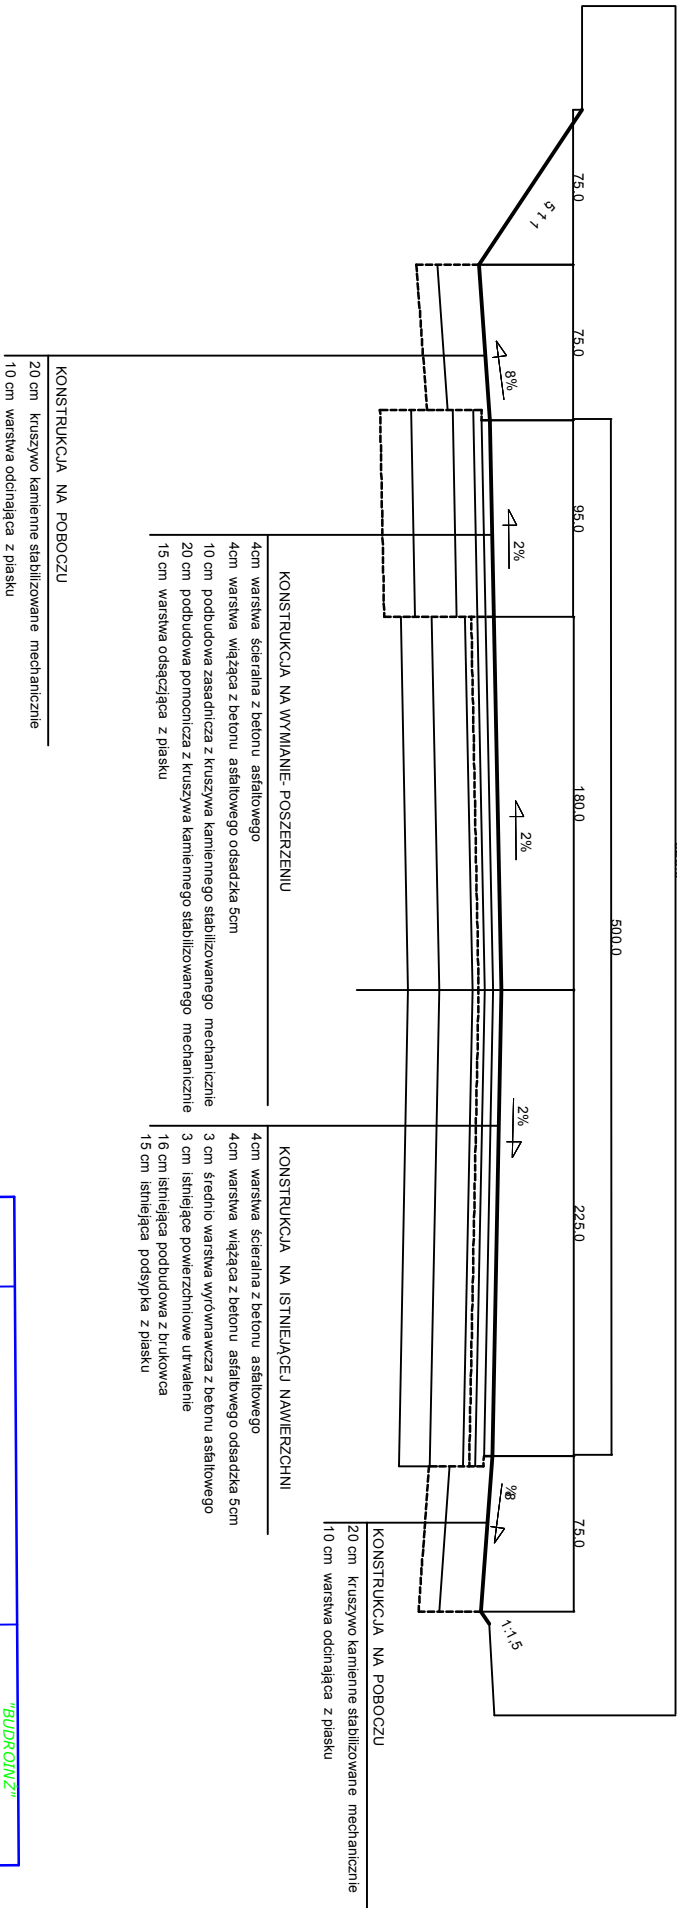 500.0
75.0
75.0
95.0
180.0
225.0
75.0
8%
2%
2%
2%
8%
1:1,5
KONSTRUKCJA NA POBOCZU
20 cm kruszywo kamienne stabilizowane mechanicznie
10 cm warstwa odcinająca z piasku
KONSTRUKCJA NA WYMIANIE- POSZERZENIU
4cm warstwa ścieralna z betonu asfaltowego
4cm warstwa wiążąca z betonu asfaltowego odsadzka 5cm
10 cm podbudowa zasadnicza z kruszywa kamiennego stabilizowanego mechanicznie
20 cm podbudowa pomocnicza z kruszywa kamiennego stabilizowanego mechanicznie
15 cm warstwa odsączjąca z piasku
KONSTRUKCJA NA ISTNIEJĄCEJ NAWIERZCHNI
4cm warstwa ścieralna z betonu asfaltowego
4cm warstwa wiążąca z betonu asfaltowego odsadzka 5cm
3 cm średnio warstwa wyrównawcza z betonu asfaltowego
3 cm istniejące powierzchniowe utrwalenie
16 cm istniejąca podbudowa z brukowca
15 cm istniejąca podsypka z piasku
KONSTRUKCJA NA POBOCZU
20 cm kruszywo kamienne stabilizowane mechanicznie
10 cm warstwa odcinająca z piasku
"BUDROINŻ"